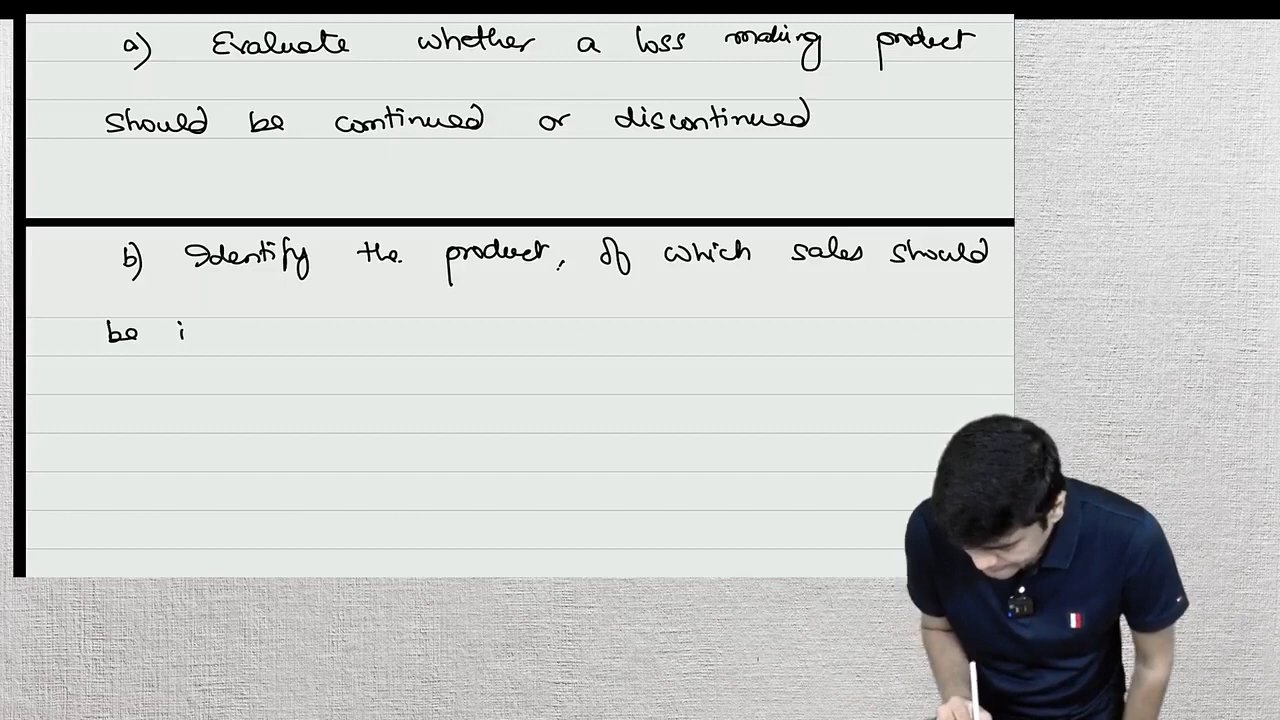 a) Evaluate whether a loss making product
should be continued or discontinued
b) Identify the product, of which sales should
be i